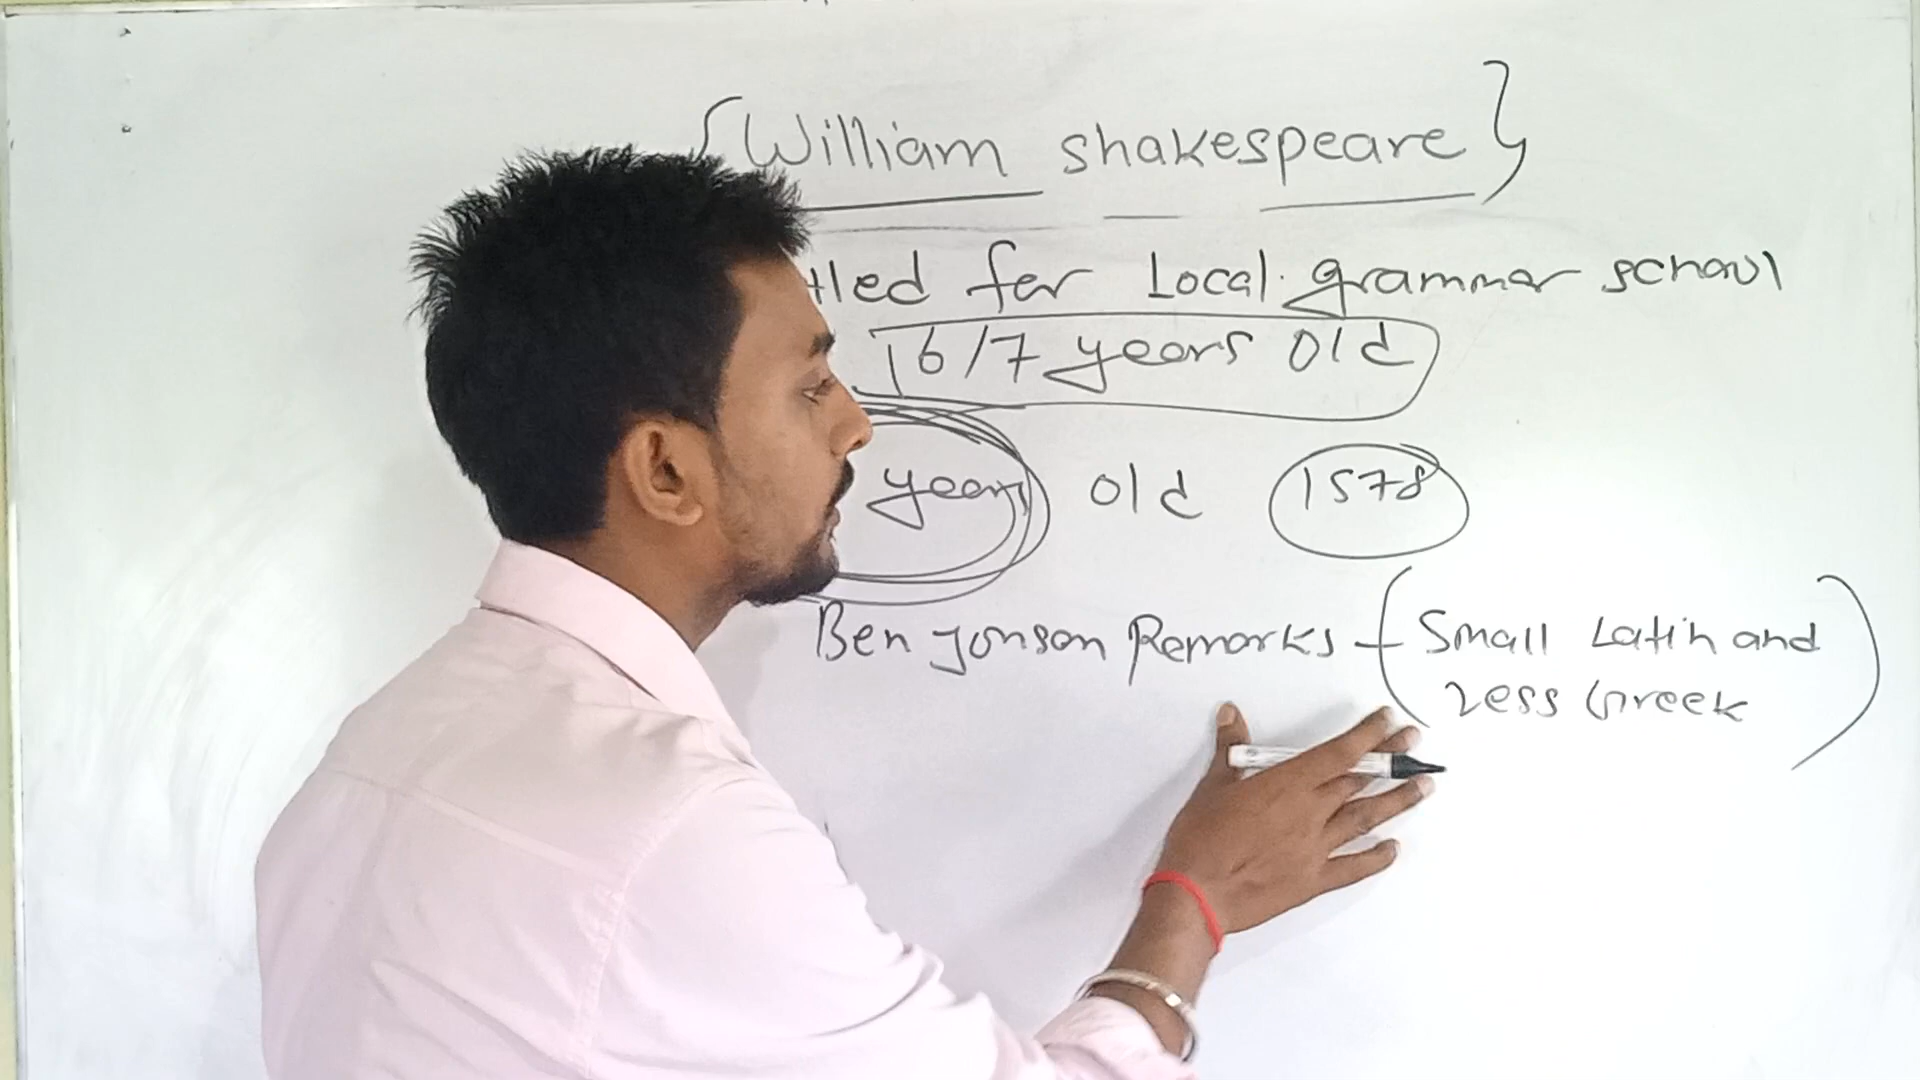 {William shakespeare}
tled for Local grammar school
6/7 years old
years old 1578
Ben Jonson Remarks - (Small Latin and
Less Greek)